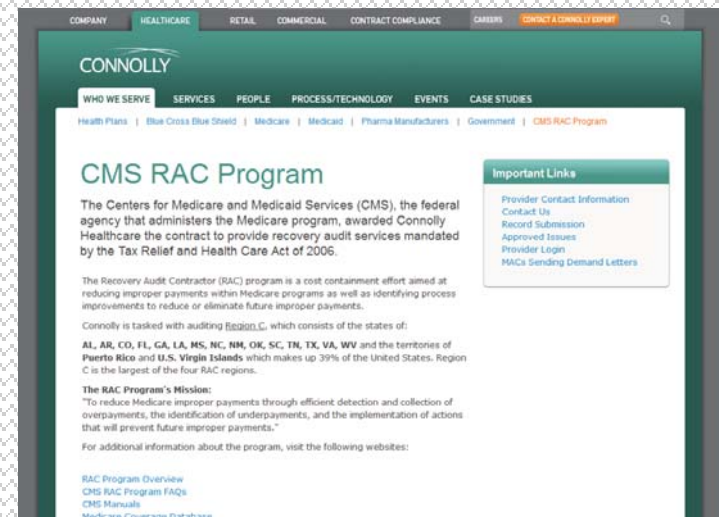 COMPANY HEALTHCARE RETAIL COMMERCIAL CONTRACT COMPLIANCE CAREERS CONTACT A CONNOLLY EXPERT
CONNOLLY
WHO WE SERVE SERVICES PEOPLE PROCESS/TECHNOLOGY EVENTS CASE STUDIES
Health Plans | Blue Cross Blue Shield | Medicare | Medicaid | Pharma Manufacturers | Government | CMS RAC Program
CMS RAC Program
The Centers for Medicare and Medicaid Services (CMS), the federal
agency that administers the Medicare program, awarded Connolly
Healthcare the contract to provide recovery audit services mandated
by the Tax Relief and Health Care Act of 2006.
The Recovery Audit Contractor (RAC) program is a cost containment effort aimed at
reducing improper payments within Medicare programs as well as identifying process
improvements to reduce or eliminate future improper payments.
Connolly is tasked with auditing Region C, which consists of the states of:
AL, AR, CO, FL, GA, LA, MS, NC, NM, OK, SC, TN, TX, VA, WV and the territories of
Puerto Rico and U.S. Virgin Islands which makes up 39% of the United States. Region
C is the largest of the four RAC regions.
The RAC Program's Mission:
"To reduce Medicare improper payments through efficient detection and collection of
overpayments, the identification of underpayments, and the implementation of actions
that will prevent future improper payments."
For additional information about the program, visit the following websites:
RAC Program Overview
CMS RAC Program FAQs
CMS Manuals
Medicare Coverage Database
Important Links
Provider Contact Information
Contact Us
Record Submission
Approved Issues
Provider Login
MACs Sending Demand Letters